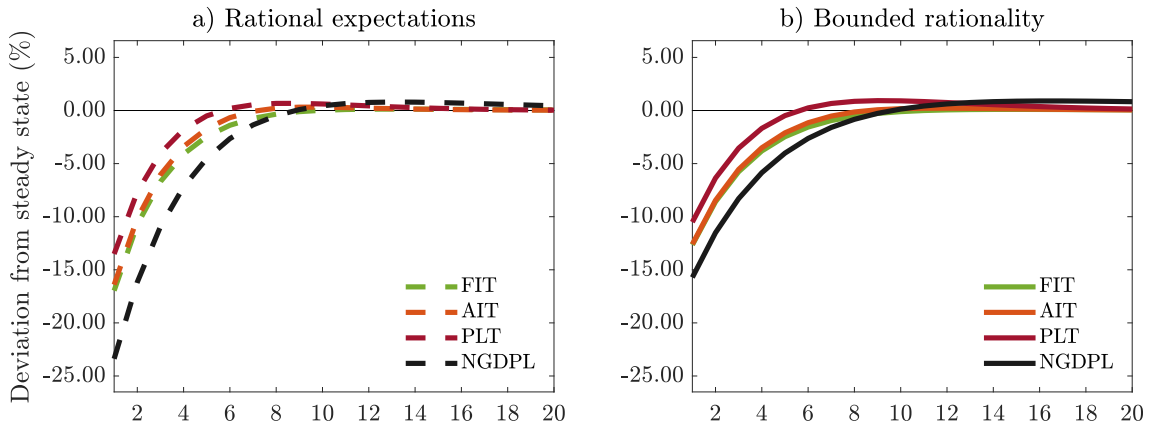 a) Rational expectations
b) Bounded rationality
Deviation from steady state (%)
5.00
0.00
-5.00
-10.00
-15.00
-20.00
-25.00
FIT
AIT
PLT
NGDPL
2 4 6 8 10 12 14 16 18 20
5.00
0.00
-5.00
-10.00
-15.00
-20.00
-25.00
FIT
AIT
PLT
NGDPL
2 4 6 8 10 12 14 16 18 20